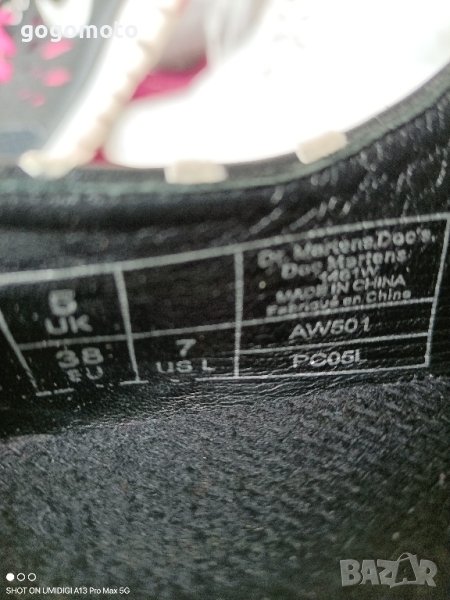 gogomoto
Dr. Martens, Doc's,
Doc Martens
MADE IN CHINA
Fabriqué en Chine
5
UK
AW501
38
EU
7
US L
PC05L
SHOT ON UMIDIGI A13 Pro Max 5G
BAZAR